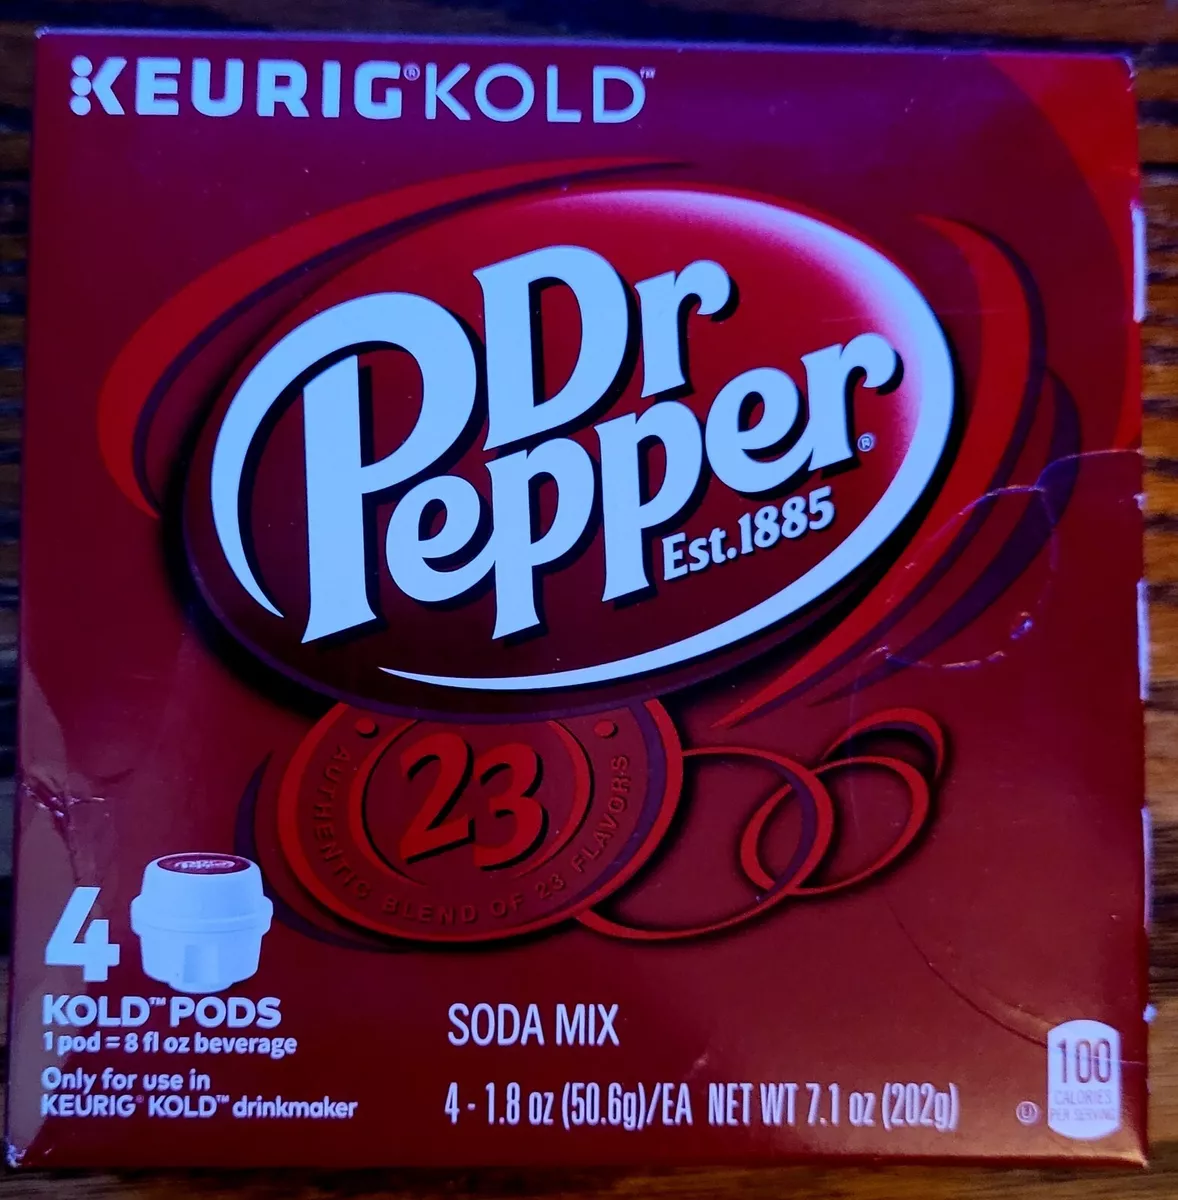 KEURIG® KOLD™
Dr
Pepper®
Est.1885
23
AUTHENTIC BLEND OF 23 FLAVORS
Dr Pepper
4
KOLD™ PODS
1 pod = 8 fl oz beverage
Only for use in
KEURIG® KOLD™ drinkmaker
SODA MIX
4 - 1.8 oz (50.6g)/EA NET WT 7.1 oz (202g)
100
CALORIES
PER SERVING